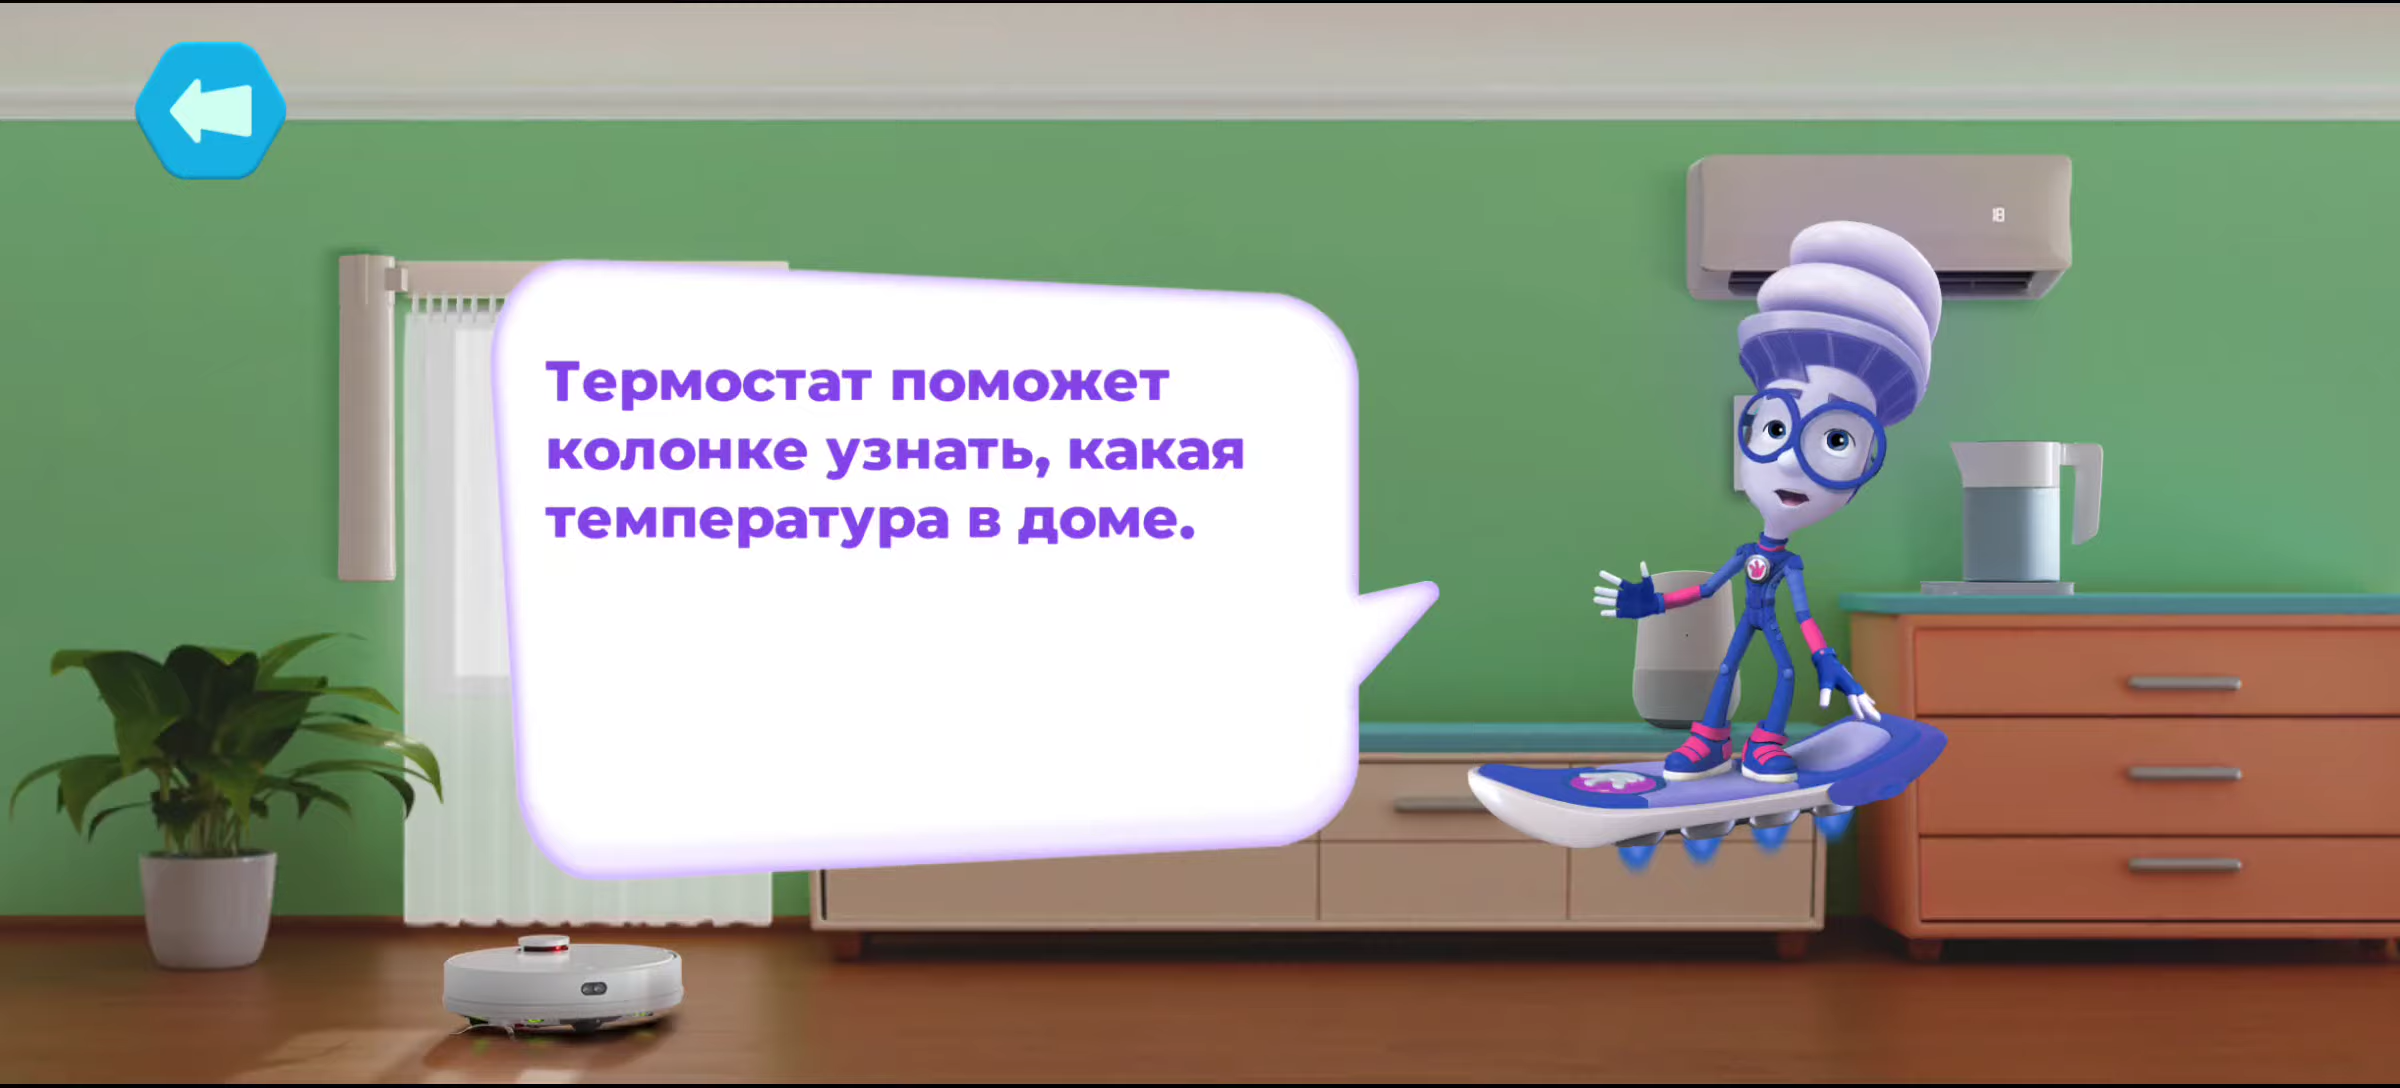 Термостат поможет
колонке узнать, какая
температура в доме.